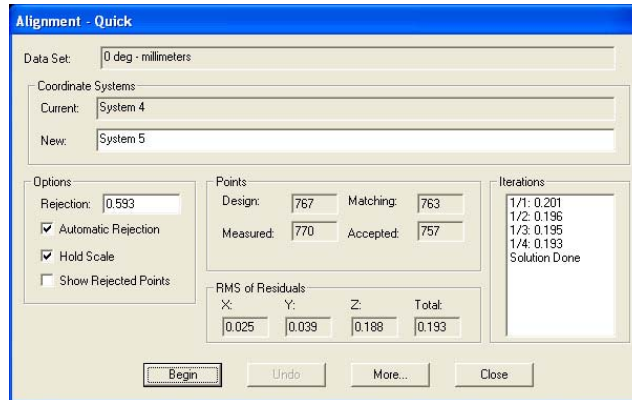 Alignment - Quick
Data Set: 0 deg - millimeters
Coordinate Systems
Current: System 4
New: System 5
Options
Rejection: 0.593
Automatic Rejection
Hold Scale
Show Rejected Points
Points
Design: 767 Matching: 763
Measured: 770 Accepted: 757
RMS of Residuals
X: Y: Z: Total:
0.025 0.039 0.188 0.193
Iterations
1/1: 0.201
1/2: 0.196
1/3: 0.195
1/4: 0.193
Solution Done
Begin Undo More... Close